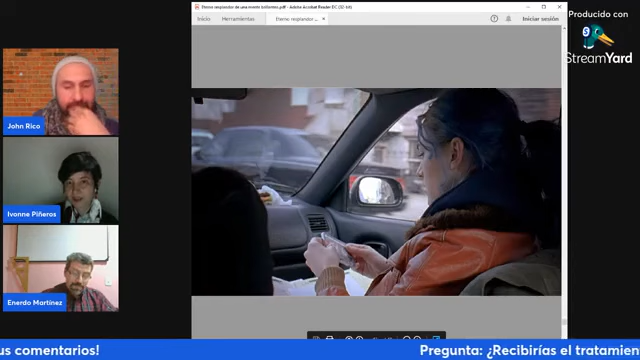 Eterno resplandor de una mente (informe).pdf - Adobe Acrobat Reader DC (32-bit)
Inicio
Herramientas
Eterno resplandor ...
Iniciar sesión
Producido con
StreamYard
John Rico
Ivonne Piñeros
Enerdo Martínez
us comentarios!
Pregunta: ¿Recibirías el tratamien